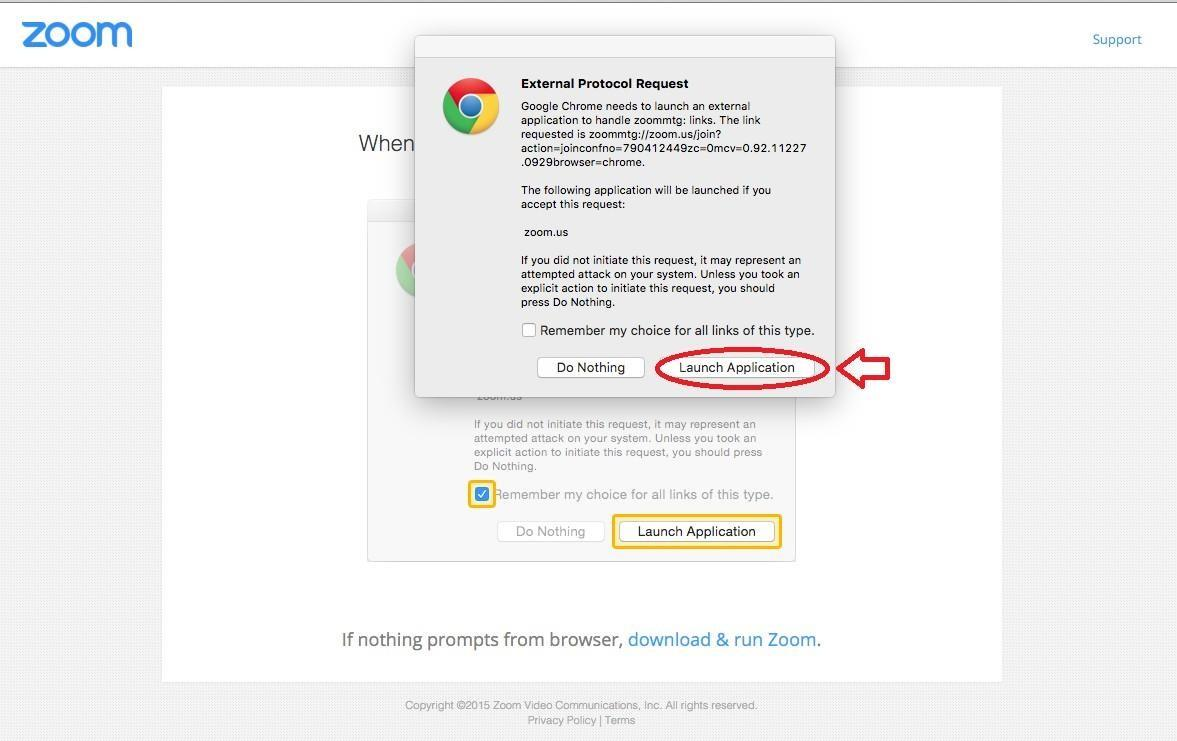 zoom
Support
External Protocol Request
Google Chrome needs to launch an external
application to handle zoommtg: links. The link
requested is zoommtg://zoom.us/join?
action=joinconfno=790412449zc=0mcv=0.92.11227
.0929browser=chrome.
When
The following application will be launched if you
accept this request:
zoom.us
If you did not initiate this request, it may represent an
attempted attack on your system. Unless you took an
explicit action to initiate this request, you should
press Do Nothing.
Remember my choice for all links of this type.
Do Nothing Launch Application
zoom.us
If you did not initiate this request, it may represent an
attempted attack on your system. Unless you took an
explicit action to initiate this request, you should press
Do Nothing.
Remember my choice for all links of this type.
Do Nothing Launch Application
If nothing prompts from browser, download & run Zoom.
Copyright ©2015 Zoom Video Communications, Inc. All rights reserved.
Privacy Policy | Terms